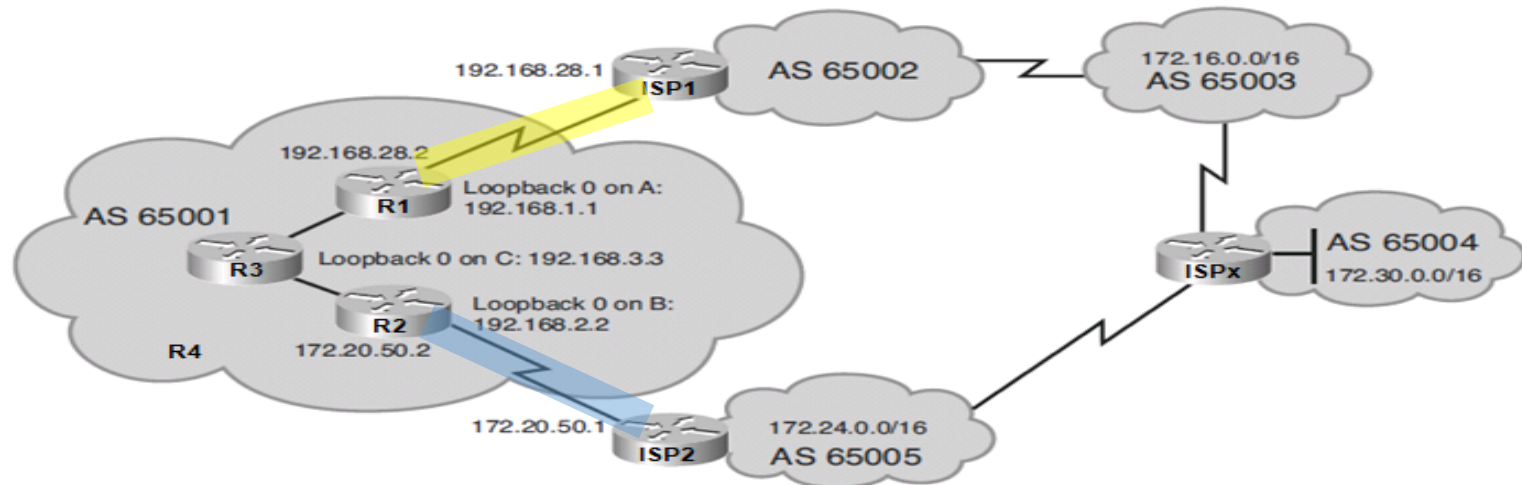 192.168.28.1
ISP1
AS 65002
172.16.0.0/16
AS 65003
192.168.28.2
R1
Loopback 0 on A:
192.168.1.1
AS 65001
R3
Loopback 0 on C: 192.168.3.3
R2
Loopback 0 on B:
192.168.2.2
R4
172.20.50.2
ISPx
AS 65004
172.30.0.0/16
172.20.50.1
ISP2
172.24.0.0/16
AS 65005